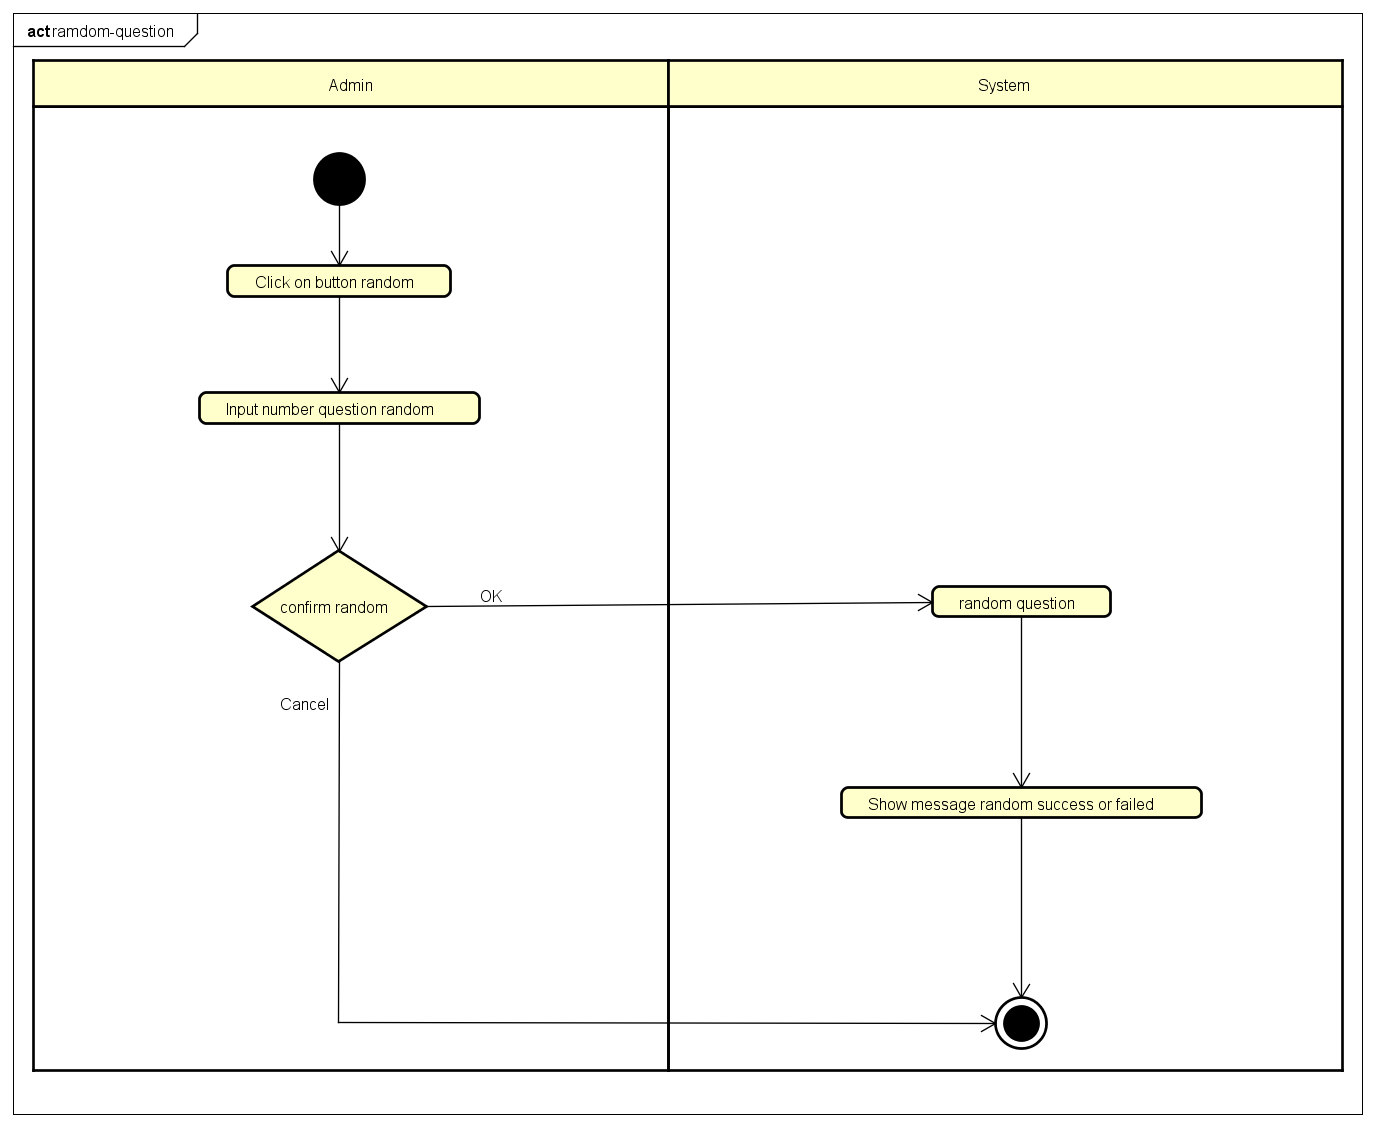 act ramdom-question
Admin
System
Click on button random
Input number question random
confirm random
OK
random question
Cancel
Show message random success or failed